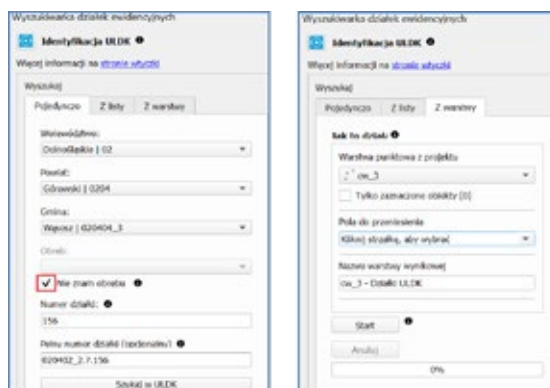 Wyszukiwarka działek ewidencyjnych
Identyfikacja ULDK
Więcej informacji na stronie wtyczki
Wyszukaj
Pojedynczo Z listy Z warstwy
Województwo:
Dolnośląskie | 02
Powiat:
Górowski | 0204
Gmina:
Wąsosz | 020404_3
Obręb:
Nie znam obrębu
Numer działki:
156
Pełny numer działki (opcjonalny)
020402_2.7.156
Szukaj w ULDK
Wyszukiwarka działek ewidencyjnych
Identyfikacja ULDK
Więcej informacji na stronie wtyczki
Wyszukaj
Pojedynczo Z listy Z warstwy
Jak to działa
Warstwa punktowa z projektu
cw_3
Tylko zaznaczone obiekty [0]
Pola do przeniesienia
Kliknij strzałkę, aby wybrać
Nazwa warstwy wynikowej
cw_3 - Działki ULDK
Start
Anuluj
0%